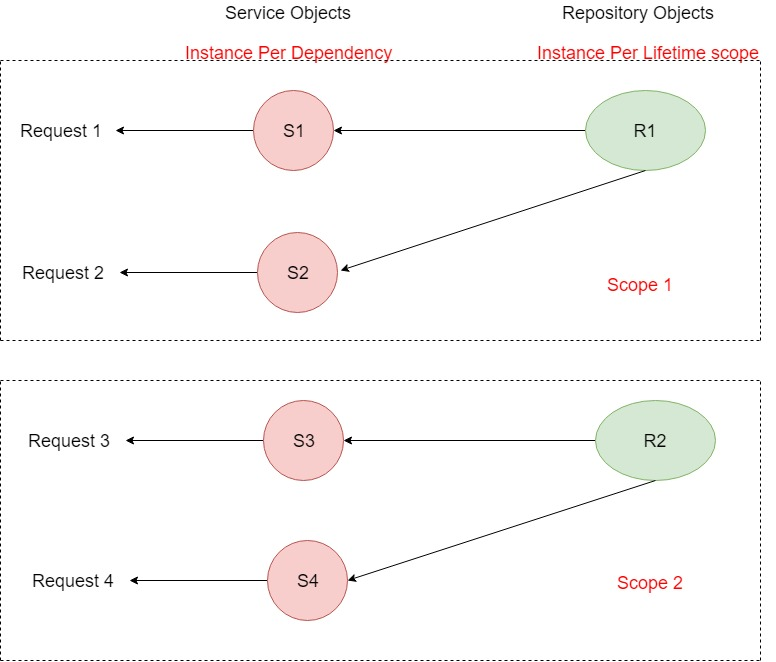 Service Objects
Repository Objects
Instance Per Dependency
Instance Per Lifetime scope
Request 1
S1
R1
Request 2
S2
Scope 1
Request 3
S3
R2
Request 4
S4
Scope 2